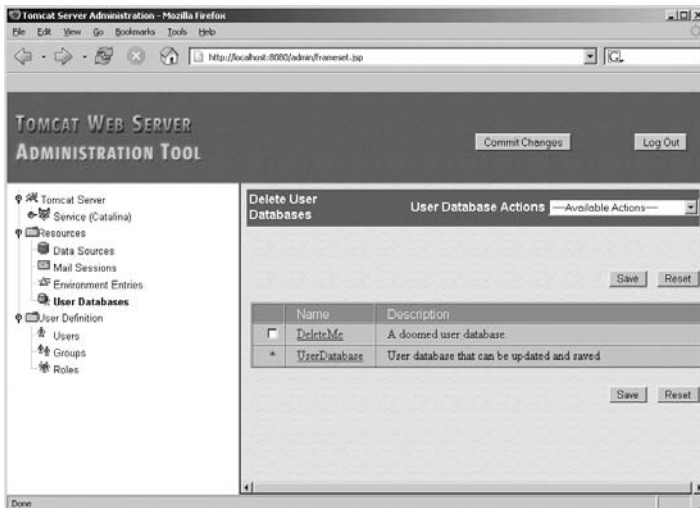 Tomcat Server Administration - Mozilla Firefox
File Edit View Go Bookmarks Tools Help
http://localhost:8080/admin/frameset.jsp
G.
TOMCAT WEB SERVER
ADMINISTRATION TOOL
Commit Changes
Log Out
Tomcat Server
Service (Catalina)
Resources
Data Sources
Mail Sessions
Environment Entries
User Databases
User Definition
Users
Groups
Roles
Delete User
Databases
User Database Actions
----Available Actions----
Save Reset
Name Description
DeleteMe A doomed user database.
* UserDatabase User database that can be updated and saved
Save Reset
Done